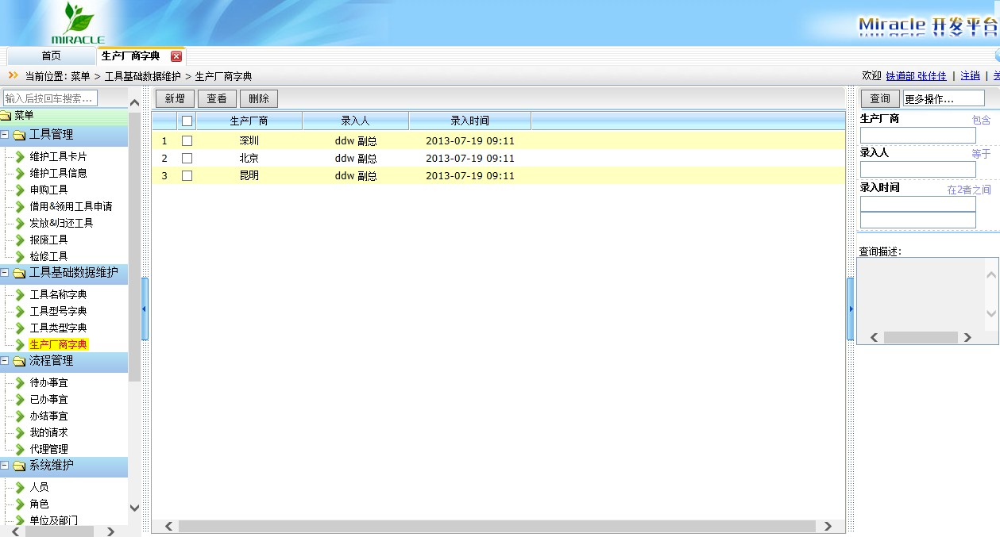 MIRACLE
Miracle 开发平台
首页
生产厂商字典
当前位置: 菜单 > 工具基础数据维护 > 生产厂商字典
欢迎 铁道部 张佳佳 | 注销 |
输入后按回车搜索...
菜单
工具管理
维护工具卡片
维护工具信息
申购工具
借用&领用工具申请
发放&归还工具
报废工具
检修工具
工具基础数据维护
工具名称字典
工具型号字典
工具类型字典
生产厂商字典
流程管理
待办事宜
已办事宜
办结事宜
我的请求
代理管理
系统维护
人员
角色
单位及部门
新增 查看 删除
生产厂商 录入人 录入时间
1 深圳 ddw 副总 2013-07-19 09:11
2 北京 ddw 副总 2013-07-19 09:11
3 昆明 ddw 副总 2013-07-19 09:11
查询 更多操作...
生产厂商 包含
录入人 等于
录入时间 在2者之间
查询描述: